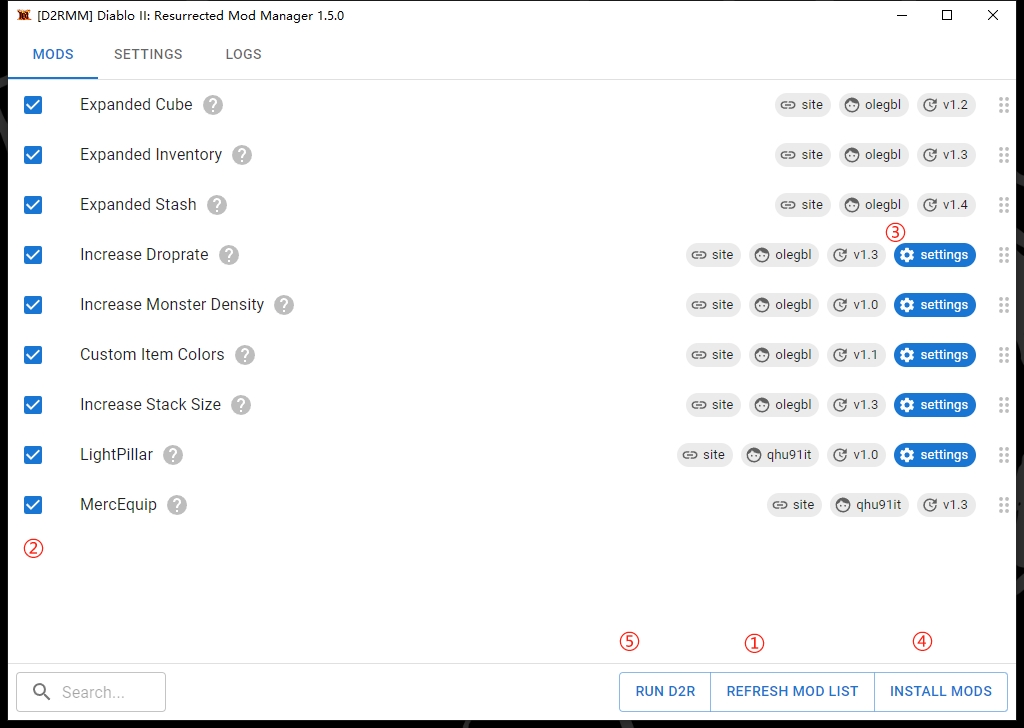 [D2RMM] Diablo II: Resurrected Mod Manager 1.5.0
MODS SETTINGS LOGS
Expanded Cube ? site olegbl v1.2
Expanded Inventory ? site olegbl v1.3
Expanded Stash ? site olegbl v1.4
③
Increase Droprate ? site olegbl v1.3 settings
Increase Monster Density ? site olegbl v1.0 settings
Custom Item Colors ? site olegbl v1.1 settings
Increase Stack Size ? site olegbl v1.3 settings
LightPillar ? site qhu91it v1.0 settings
MercEquip ? site qhu91it v1.3
②
⑤ ① ④
Search... RUN D2R REFRESH MOD LIST INSTALL MODS